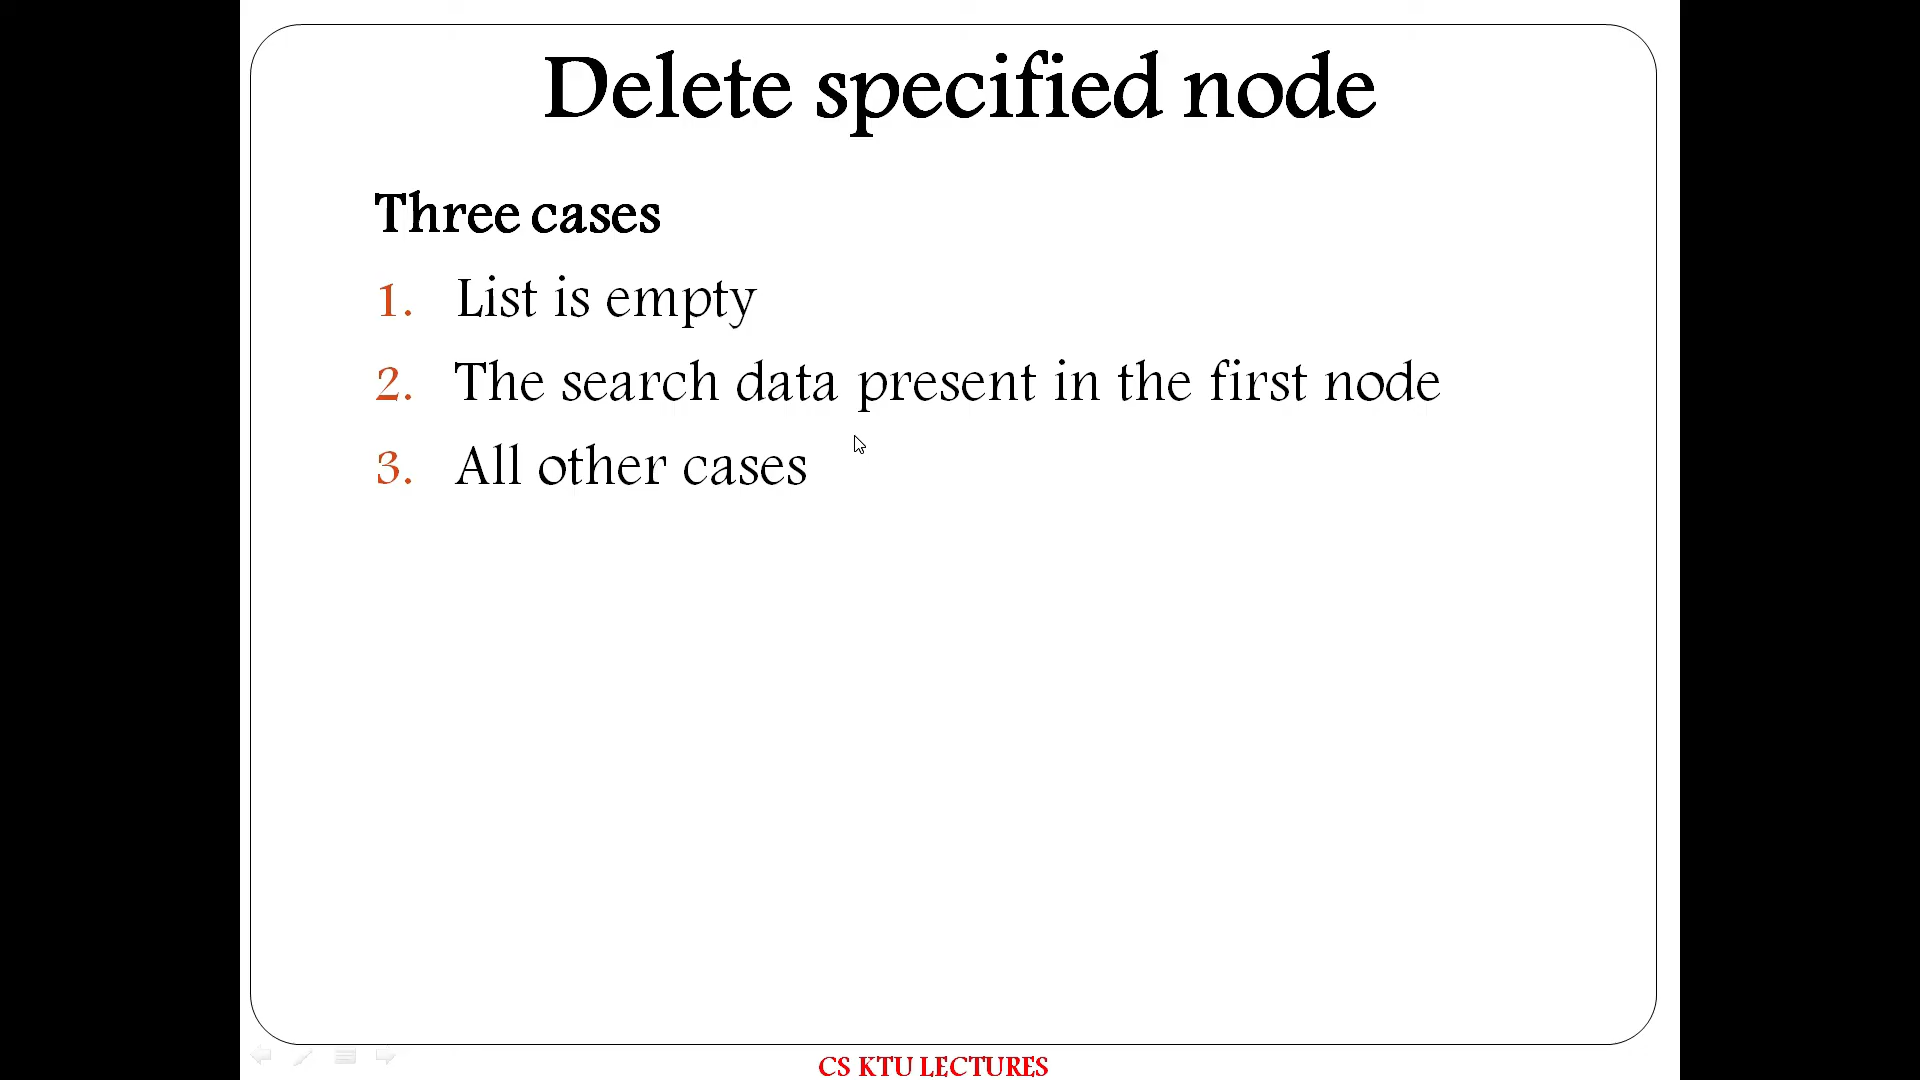 Delete specified node
Three cases
1. List is empty
2. The search data present in the first node
3. All other cases
CS KTU LECTURES